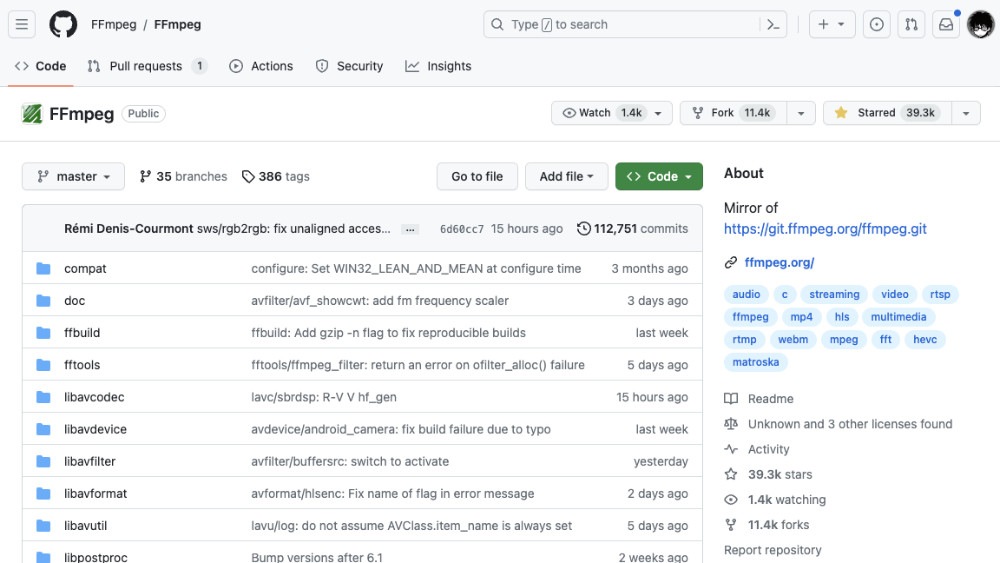 FFmpeg / FFmpeg
Type / to search
Code
Pull requests 1
Actions
Security
Insights
FFmpeg Public
Watch 1.4k
Fork 11.4k
Starred 39.3k
master
35 branches
386 tags
Go to file
Add file
Code
Rémi Denis-Courmont sws/rgb2rgb: fix unaligned acces... ... 6d60cc7 15 hours ago 112,751 commits
compat configure: Set WIN32_LEAN_AND_MEAN at configure time 3 months ago
doc avfilter/avf_showcwt: add fm frequency scaler 3 days ago
ffbuild ffbuild: Add gzip -n flag to fix reproducible builds last week
fftools fftools/ffmpeg_filter: return an error on ofilter_alloc() failure 5 days ago
libavcodec lavc/sbrdsp: R-V V hf_gen 15 hours ago
libavdevice avdevice/android_camera: fix build failure due to typo last week
libavfilter avfilter/buffersrc: switch to activate yesterday
libavformat avformat/hlsenc: Fix name of flag in error message 2 days ago
libavutil lavu/log: do not assume AVClass.item_name is always set 5 days ago
libpostproc Bump versions after 6.1 2 weeks ago
About
Mirror of
https://git.ffmpeg.org/ffmpeg.git
ffmpeg.org/
audio c streaming video rtsp
ffmpeg mp4 hls multimedia
rtmp webm mpeg fft hevc
matroska
Readme
Unknown and 3 other licenses found
Activity
39.3k stars
1.4k watching
11.4k forks
Report repository